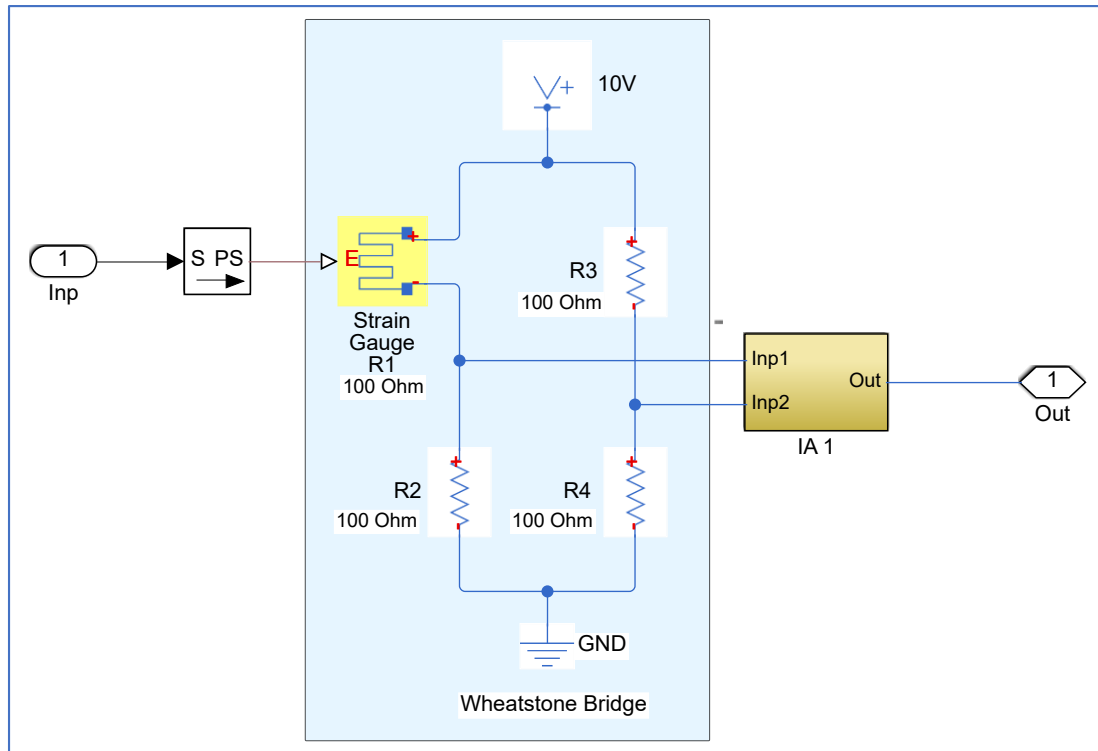 10V
1
Inp
S PS
E
+
-
Strain
Gauge
R1
100 Ohm
+
R3
100 Ohm
-
-
Inp1
Inp2
Out
IA 1
1
Out
+
R2
100 Ohm
-
+
R4
100 Ohm
-
GND
Wheatstone Bridge